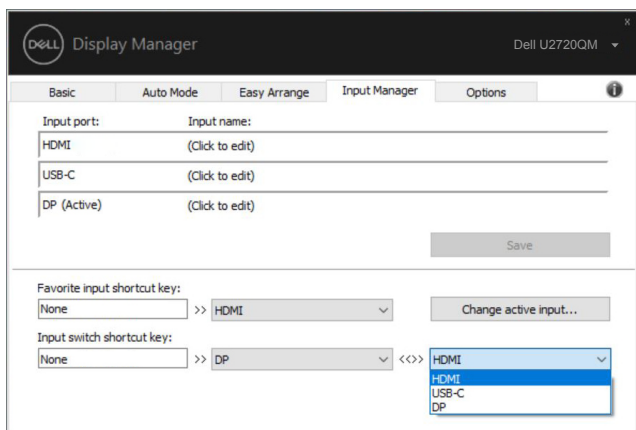 x
DELL Display Manager Dell U2720QM
Basic Auto Mode Easy Arrange Input Manager Options i
Input port: Input name:
HDMI (Click to edit)
USB-C (Click to edit)
DP (Active) (Click to edit)
Save
Favorite input shortcut key:
None >> HDMI Change active input...
Input switch shortcut key:
None >> DP <<>> HDMI
HDMI
USB-C
DP